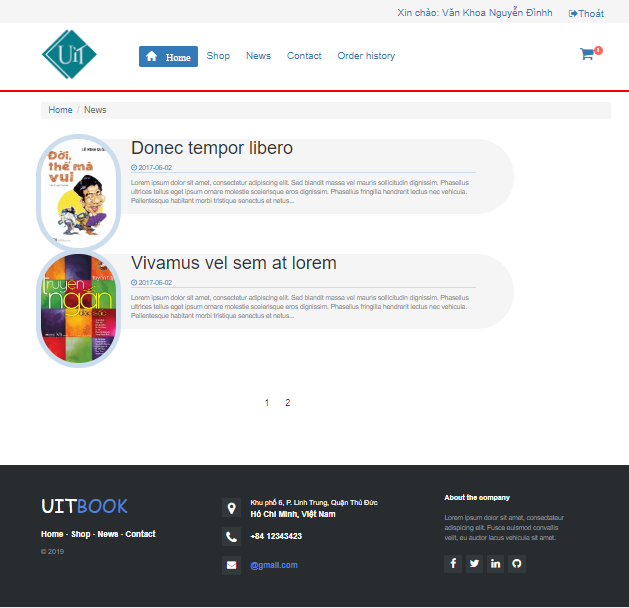 Xin chào: Văn Khoa Nguyễn Đình
Thoát
UiT
Home Shop News Contact Order history
1
Home / News
Đời,
thế mà
vui
Donec tempor libero
2017-06-02
Lorem ipsum dolor sit amet, consectetur adipiscing elit. Sed blandit massa vel mauris sollicitudin dignissim. Phasellus
ultrices tellus eget ipsum ornare molestie scelerisque eros dignissim. Phasellus fringilla hendrerit lectus nec vehicula.
Pellentesque habitant morbi tristique senectus et netus...
truyện
ngắn
Vivamus vel sem at lorem
2017-06-02
Lorem ipsum dolor sit amet, consectetur adipiscing elit. Sed blandit massa vel mauris sollicitudin dignissim. Phasellus
ultrices tellus eget ipsum ornare molestie scelerisque eros dignissim. Phasellus fringilla hendrerit lectus nec vehicula.
Pellentesque habitant morbi tristique senectus et netus...
1 2
UITBOOK
Home · Shop · News · Contact
© 2019
Khu phố 6, P. Linh Trung, Quận Thủ Đức
Hồ Chí Minh, Việt Nam
+84 12343423
@gmail.com
About the company
Lorem ipsum dolor sit amet, consectateur
adispicing elit. Fusce euismod convallis
velit, eu auctor lacus vehicula sit amet.